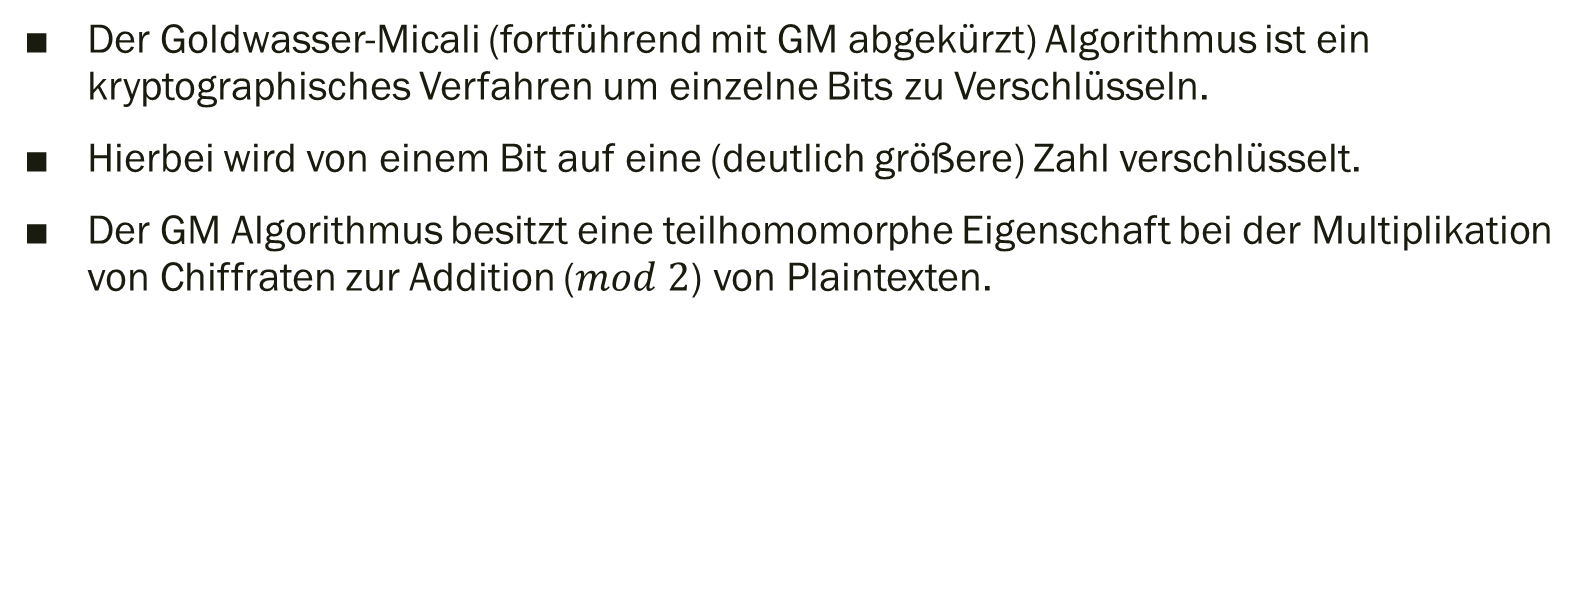 ▪ Der Goldwasser-Micali (fortführend mit GM abgekürzt) Algorithmus ist ein
kryptographisches Verfahren um einzelne Bits zu Verschlüsseln.
▪ Hierbei wird von einem Bit auf eine (deutlich größere) Zahl verschlüsselt.
▪ Der GM Algorithmus besitzt eine teilhomomorphe Eigenschaft bei der Multiplikation
von Chiffraten zur Addition (mod 2) von Plaintexten.